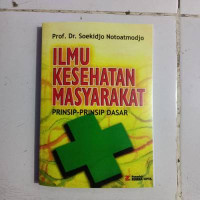 Prof. Dr. Soekidjo Notoatmodjo
ILMU
KESEHATAN
MASYARAKAT
PRINSIP-PRINSIP DASAR